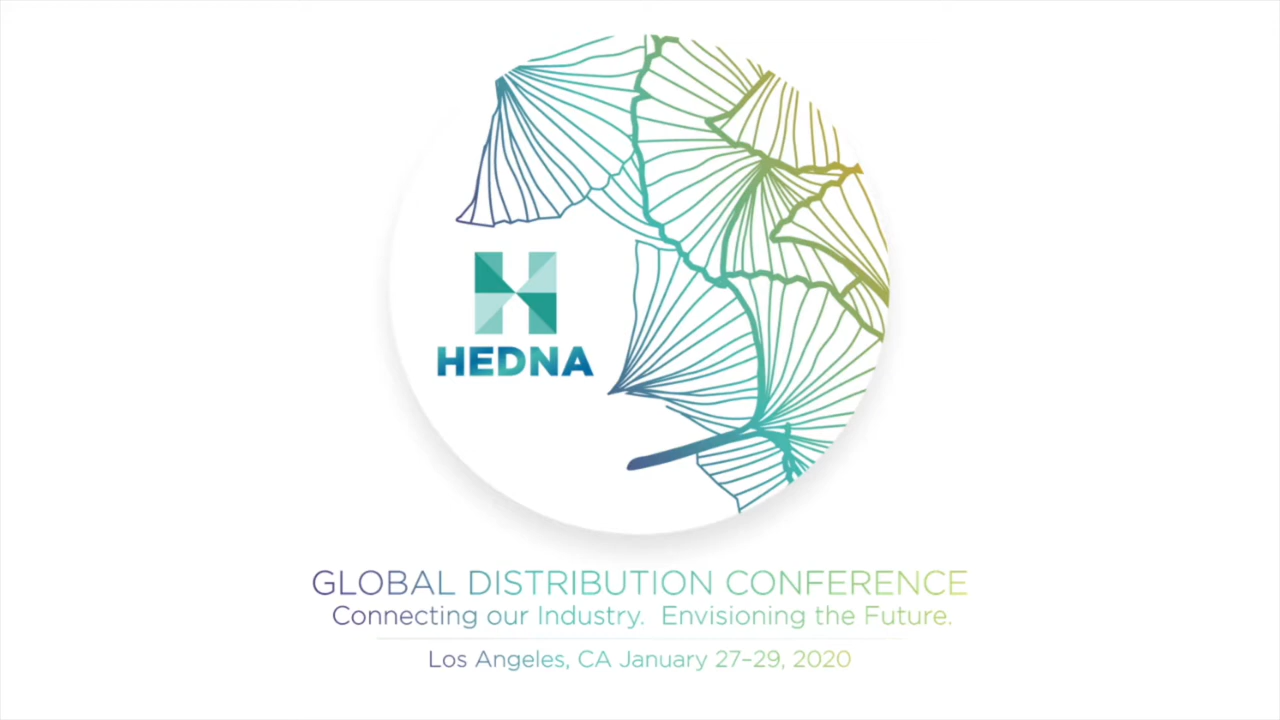 HEDNA
GLOBAL DISTRIBUTION CONFERENCE
Connecting our Industry.  Envisioning the Future.
Los Angeles, CA January 27–29, 2020